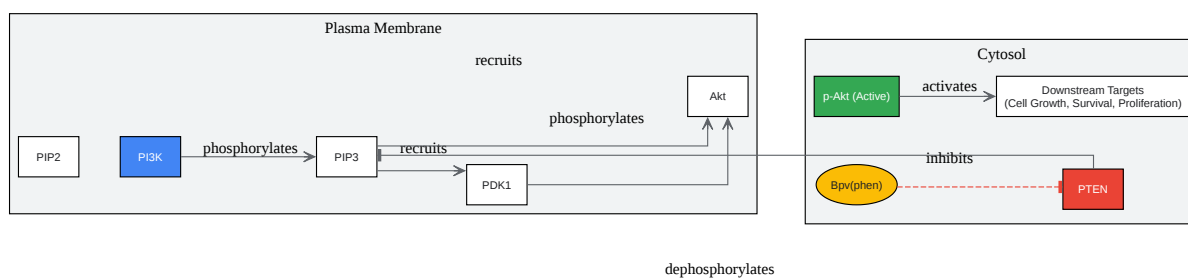 Plasma Membrane
recruits
Akt
phosphorylates
PIP2
PI3K
phosphorylates
PIP3
recruits
PDK1
Cytosol
p-Akt (Active)
activates
Downstream Targets
(Cell Growth, Survival, Proliferation)
inhibits
Bpv(phen)
PTEN
dephosphorylates